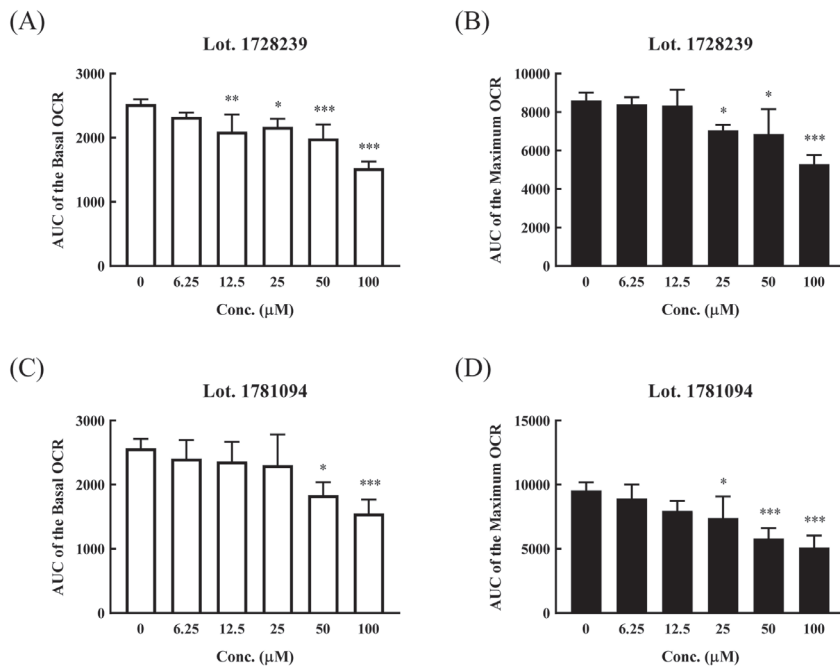 (A)
Lot. 1728239
AUC of the Basal OCR
3000
2000
1000
0
** * *** ***
0 6.25 12.5 25 50 100
Conc. (μM)
(B)
Lot. 1728239
AUC of the Maximum OCR
10000
8000
6000
4000
2000
0
* * ***
0 6.25 12.5 25 50 100
Conc. (μM)
(C)
Lot. 1781094
AUC of the Basal OCR
3000
2000
1000
0
* ***
0 6.25 12.5 25 50 100
Conc. (μM)
(D)
Lot. 1781094
AUC of the Maximum OCR
15000
10000
5000
0
* *** ***
0 6.25 12.5 25 50 100
Conc. (μM)